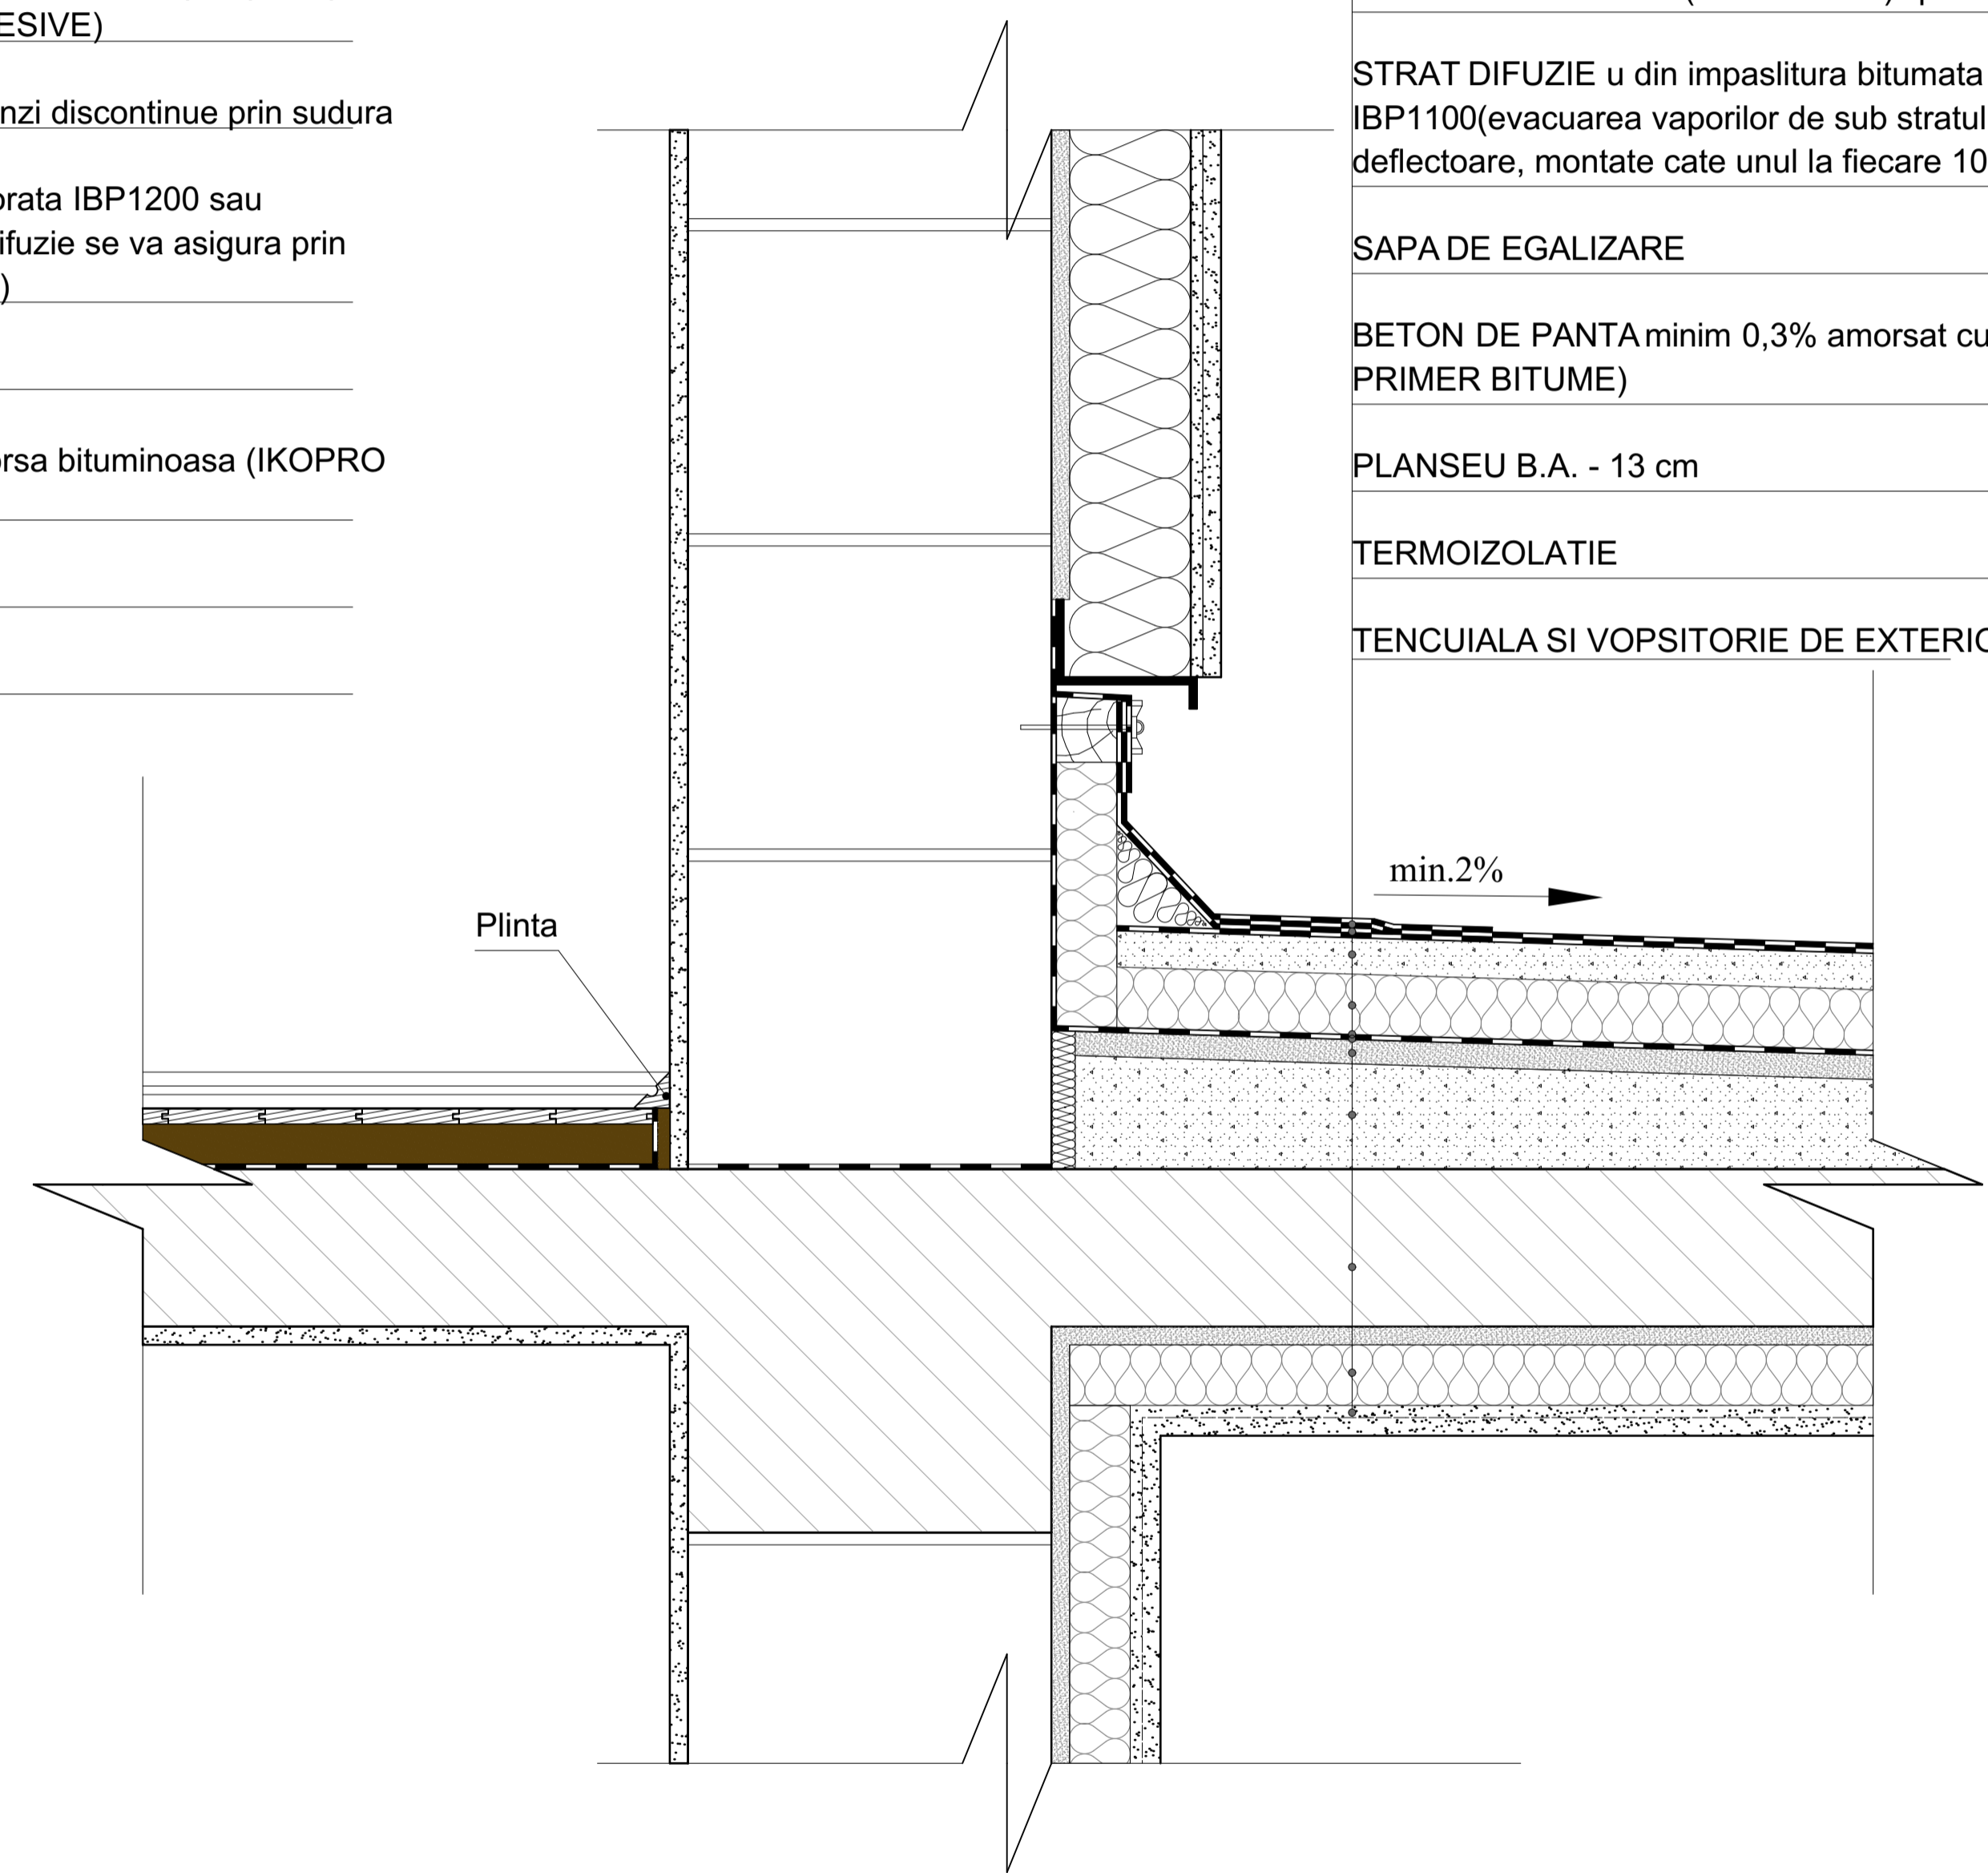 ESIVE)
nzi discontinue prin sudura
orata IBP1200 sau
ifuzie se va asigura prin
)
rsa bituminoasa (IKOPRO
STRAT DIFUZIE u din impaslitura bitumata
IBP1100(evacuarea vaporilor de sub stratul
deflectoare, montate cate unul la fiecare 10
SAPA DE EGALIZARE
BETON DE PANTA minim 0,3% amorsat cu
PRIMER BITUME)
PLANSEU B.A. - 13 cm
TERMOIZOLATIE
TENCUIALA SI VOPSITORIE DE EXTERIO
min.2%
Plinta